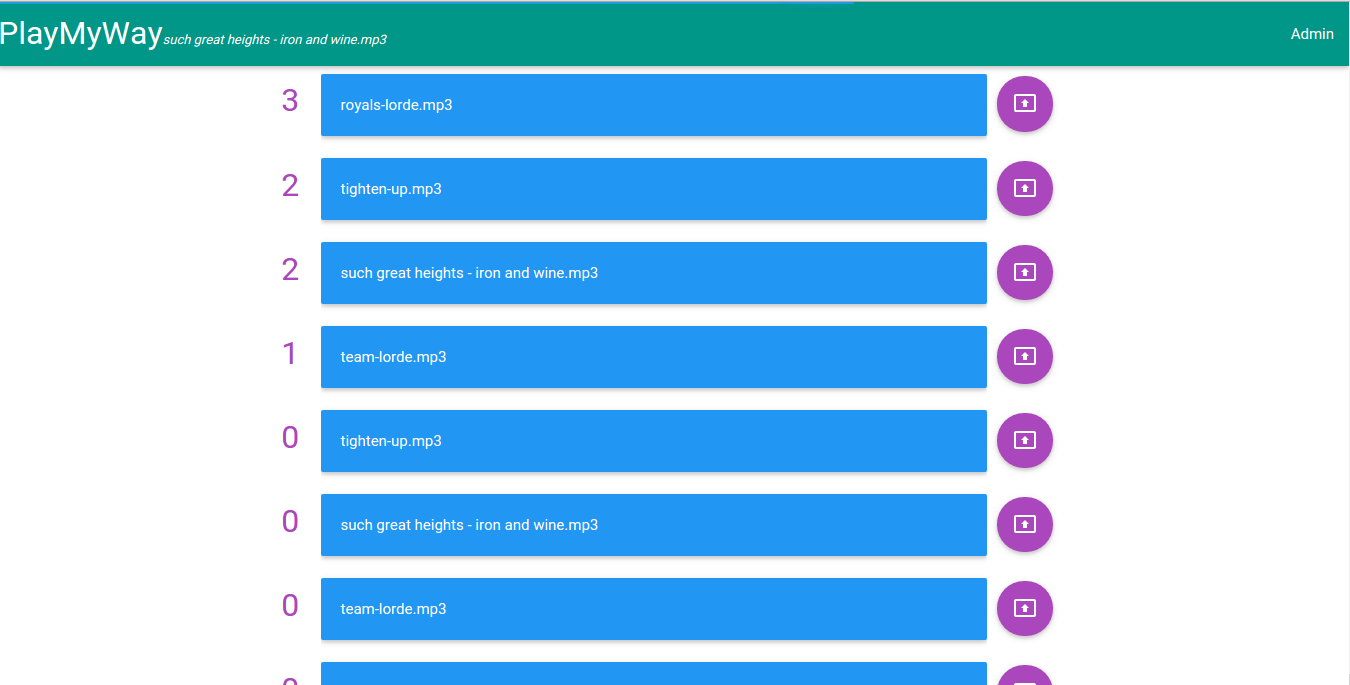 PlayMyWay such great heights - iron and wine.mp3 Admin
3 royals-lorde.mp3
2 tighten-up.mp3
2 such great heights - iron and wine.mp3
1 team-lorde.mp3
0 tighten-up.mp3
0 such great heights - iron and wine.mp3
0 team-lorde.mp3